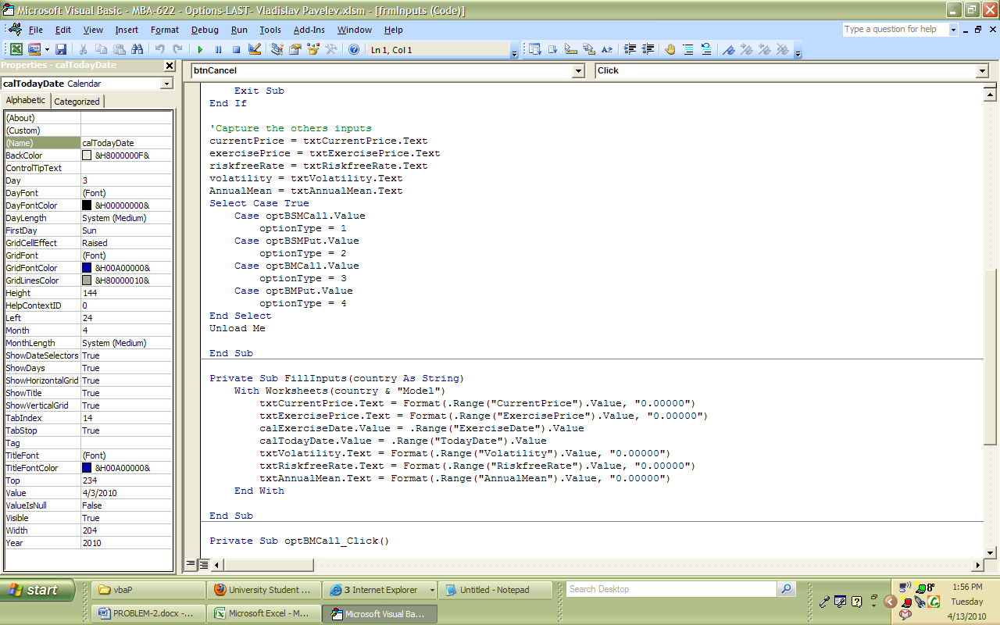 Microsoft Visual Basic - MBA-622 - Options-LAST- Vladislav Pavelev.xlsm - [frmInputs (Code)]
File Edit View Insert Format Debug Run Tools Add-Ins Window Help
Type a question for help
Ln 1, Col 1
Properties - calTodayDate
calTodayDate Calendar
Alphabetic Categorized
(About)
(Custom)
(Name) calTodayDate
BackColor &H8000000F&
ControlTipText
Day 3
DayFont (Font)
DayFontColor &H00000000&
DayLength System (Medium)
FirstDay Sun
GridCellEffect Raised
GridFont (Font)
GridFontColor &H00A00000&
GridLinesColor &H80000010&
Height 144
HelpContextID 0
Left 24
Month 4
MonthLength System (Medium)
ShowDateSelectors True
ShowDays True
ShowHorizontalGrid True
ShowTitle True
ShowVerticalGrid True
TabIndex 14
TabStop True
Tag
TitleFont (Font)
TitleFontColor &H00A00000&
Top 234
Value 4/3/2010
ValueIsNull False
Visible True
Width 204
Year 2010
btnCancel Click
Exit Sub
End If
'Capture the others inputs
currentPrice = txtCurrentPrice.Text
exercisePrice = txtExercisePrice.Text
riskfreeRate = txtRiskfreeRate.Text
volatility = txtVolatility.Text
AnnualMean = txtAnnualMean.Text
Select Case True
Case optBSMCall.Value
optionType = 1
Case optBSMPut.Value
optionType = 2
Case optBMCall.Value
optionType = 3
Case optBMPut.Value
optionType = 4
End Select
Unload Me
End Sub
Private Sub FillInputs(country As String)
With Worksheets(country & "Model")
txtCurrentPrice.Text = Format(.Range("CurrentPrice").Value, "0.00000")
txtExercisePrice.Text = Format(.Range("ExercisePrice").Value, "0.00000")
calExerciseDate.Value = .Range("ExerciseDate").Value
calTodayDate.Value = .Range("TodayDate").Value
txtVolatility.Text = Format(.Range("Volatility").Value, "0.00000")
txtRiskfreeRate.Text = Format(.Range("RiskfreeRate").Value, "0.00000")
txtAnnualMean.Text = Format(.Range("AnnualMean").Value, "0.00000")
End With
End Sub
Private Sub optBMCall_Click()
start
vbaP University Student ... 3 Internet Explorer Untitled - Notepad
PROBLEM-2.docx -... Microsoft Excel - M... Microsoft Visual Ba...
Search Desktop
8°
1:56 PM
Tuesday
4/13/2010